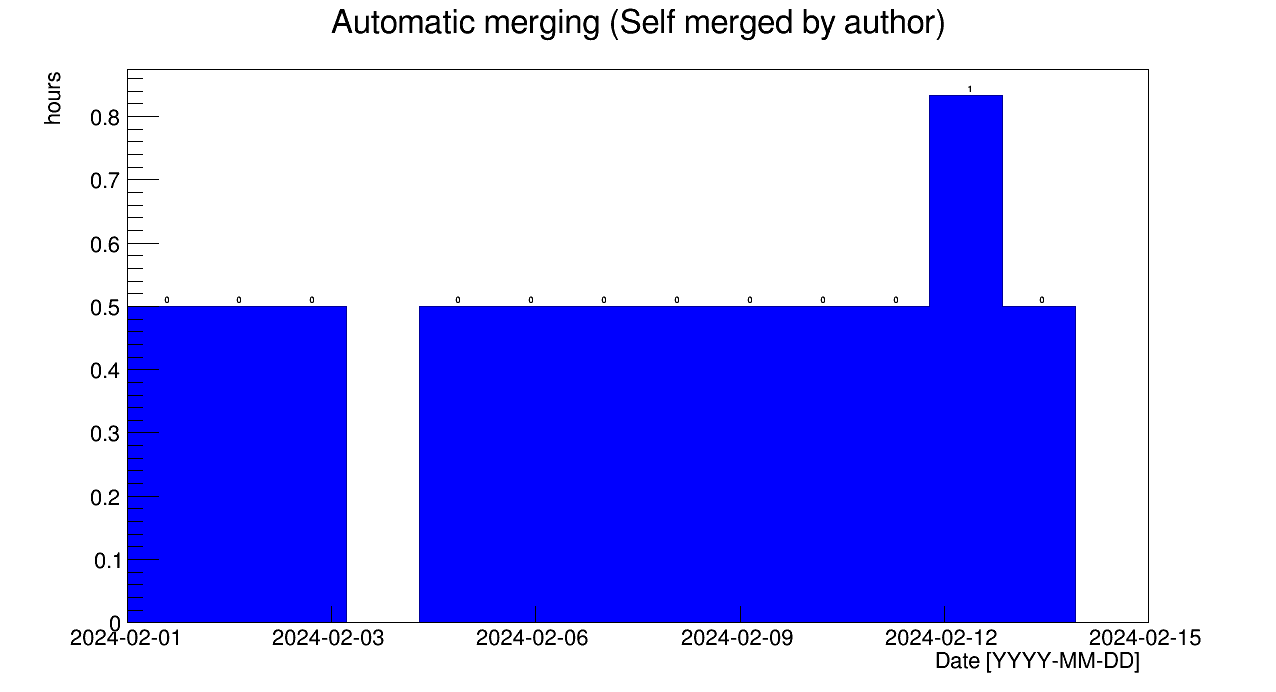 Automatic merging (Self merged by author)
hours
0.8
0.7
0.6
0.5
0.4
0.3
0.2
0.1
0
0 0 0 0 0 0 0 0 0 0 1 0
2024-02-01 2024-02-03 2024-02-06 2024-02-09 2024-02-12 2024-02-15
Date [YYYY-MM-DD]